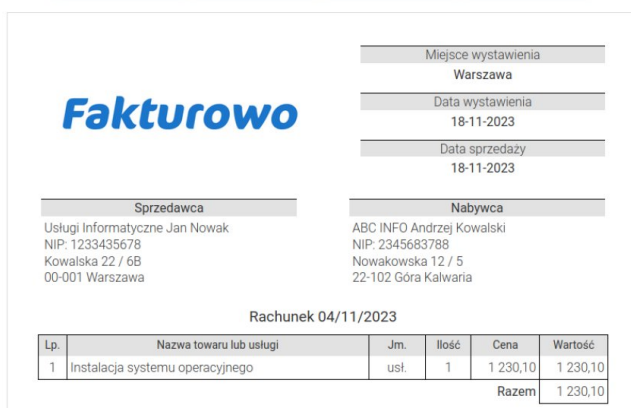 Miejsce wystawienia
Warszawa
Fakturowo
Data wystawienia
18-11-2023
Data sprzedaży
18-11-2023
Sprzedawca
Usługi Informatyczne Jan Nowak
NIP: 1233435678
Kowalska 22 / 6B
00-001 Warszawa
Nabywca
ABC INFO Andrzej Kowalski
NIP: 2345683788
Nowakowska 12 / 5
22-102 Góra Kalwaria
Rachunek 04/11/2023
Lp. Nazwa towaru lub usługi Jm. Ilość Cena Wartość
1 Instalacja systemu operacyjnego usł. 1 1 230,10 1 230,10
Razem 1 230,10